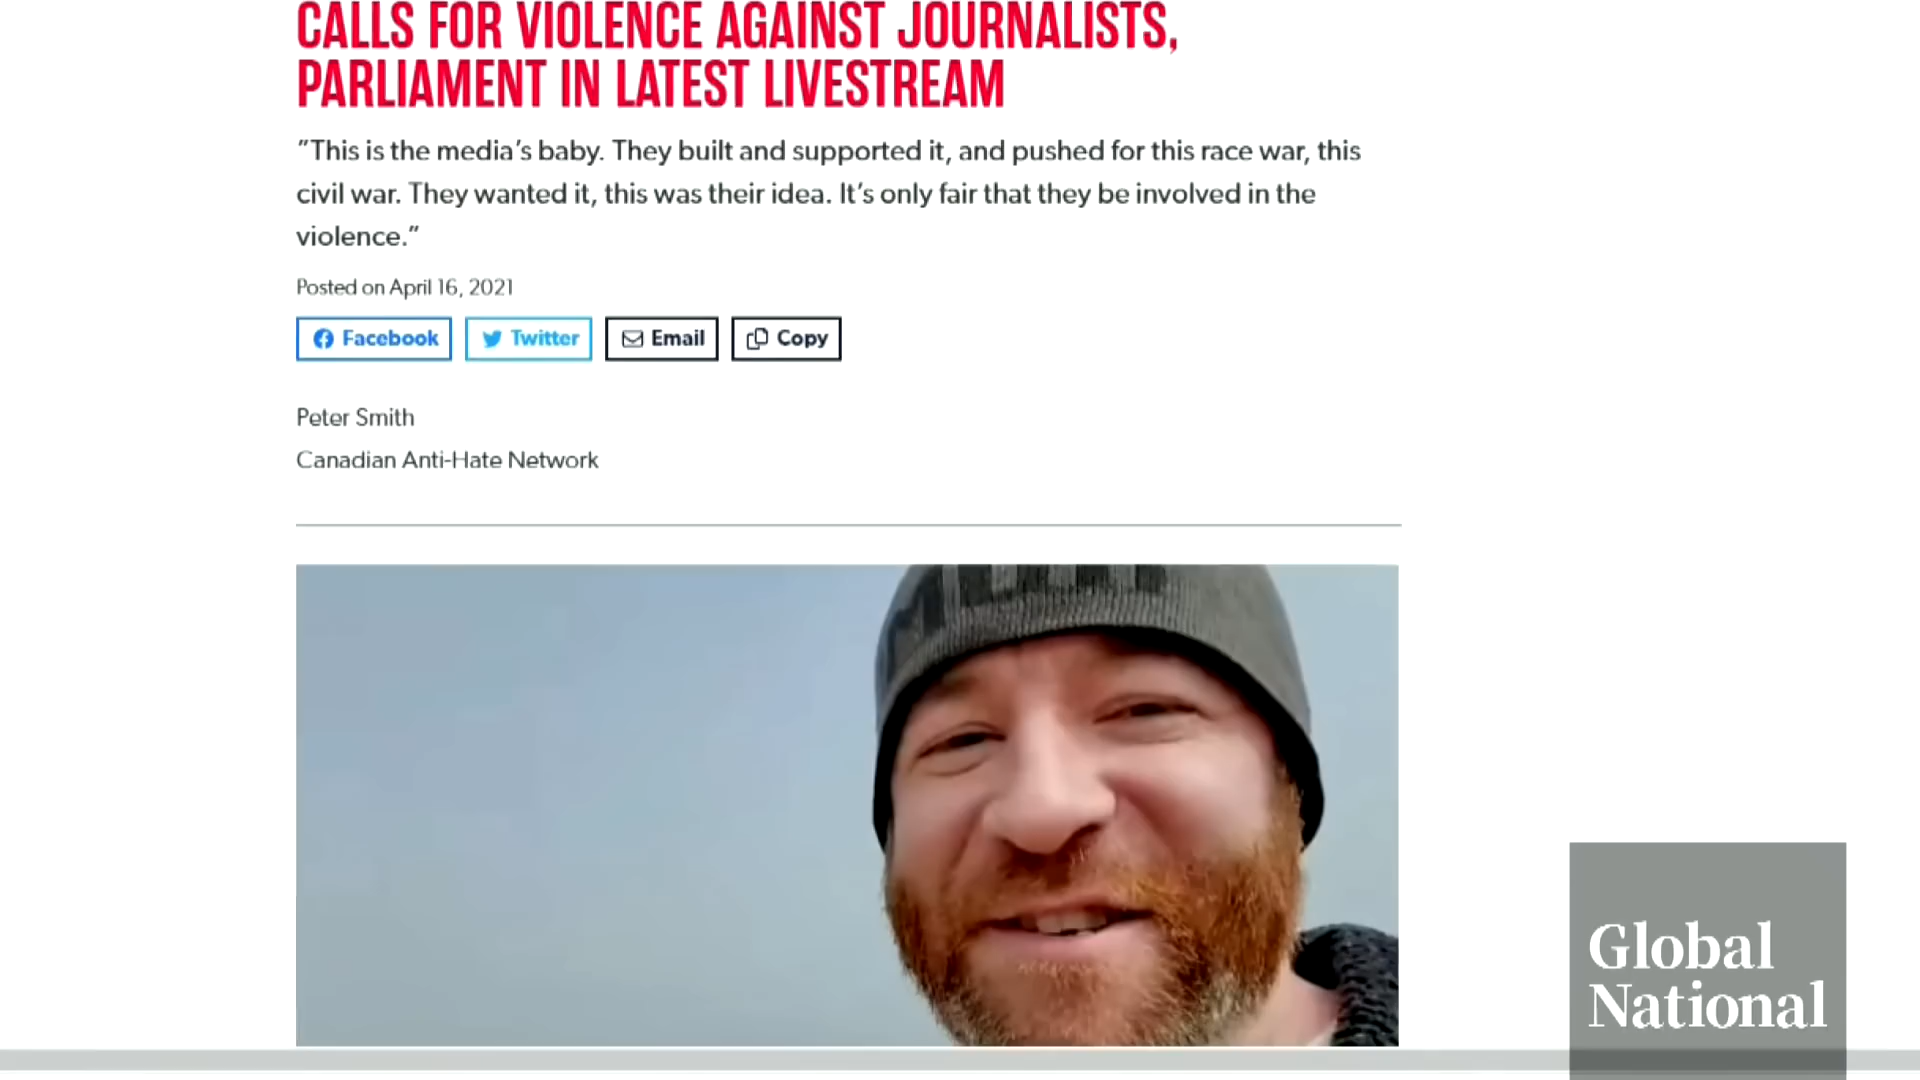 CALLS FOR VIOLENCE AGAINST JOURNALISTS,
PARLIAMENT IN LATEST LIVESTREAM
"This is the media's baby. They built and supported it, and pushed for this race war, this
civil war. They wanted it, this was their idea. It's only fair that they be involved in the
violence."
Posted on April 16, 2021
Facebook Twitter Email Copy
Peter Smith
Canadian Anti-Hate Network
Global
National